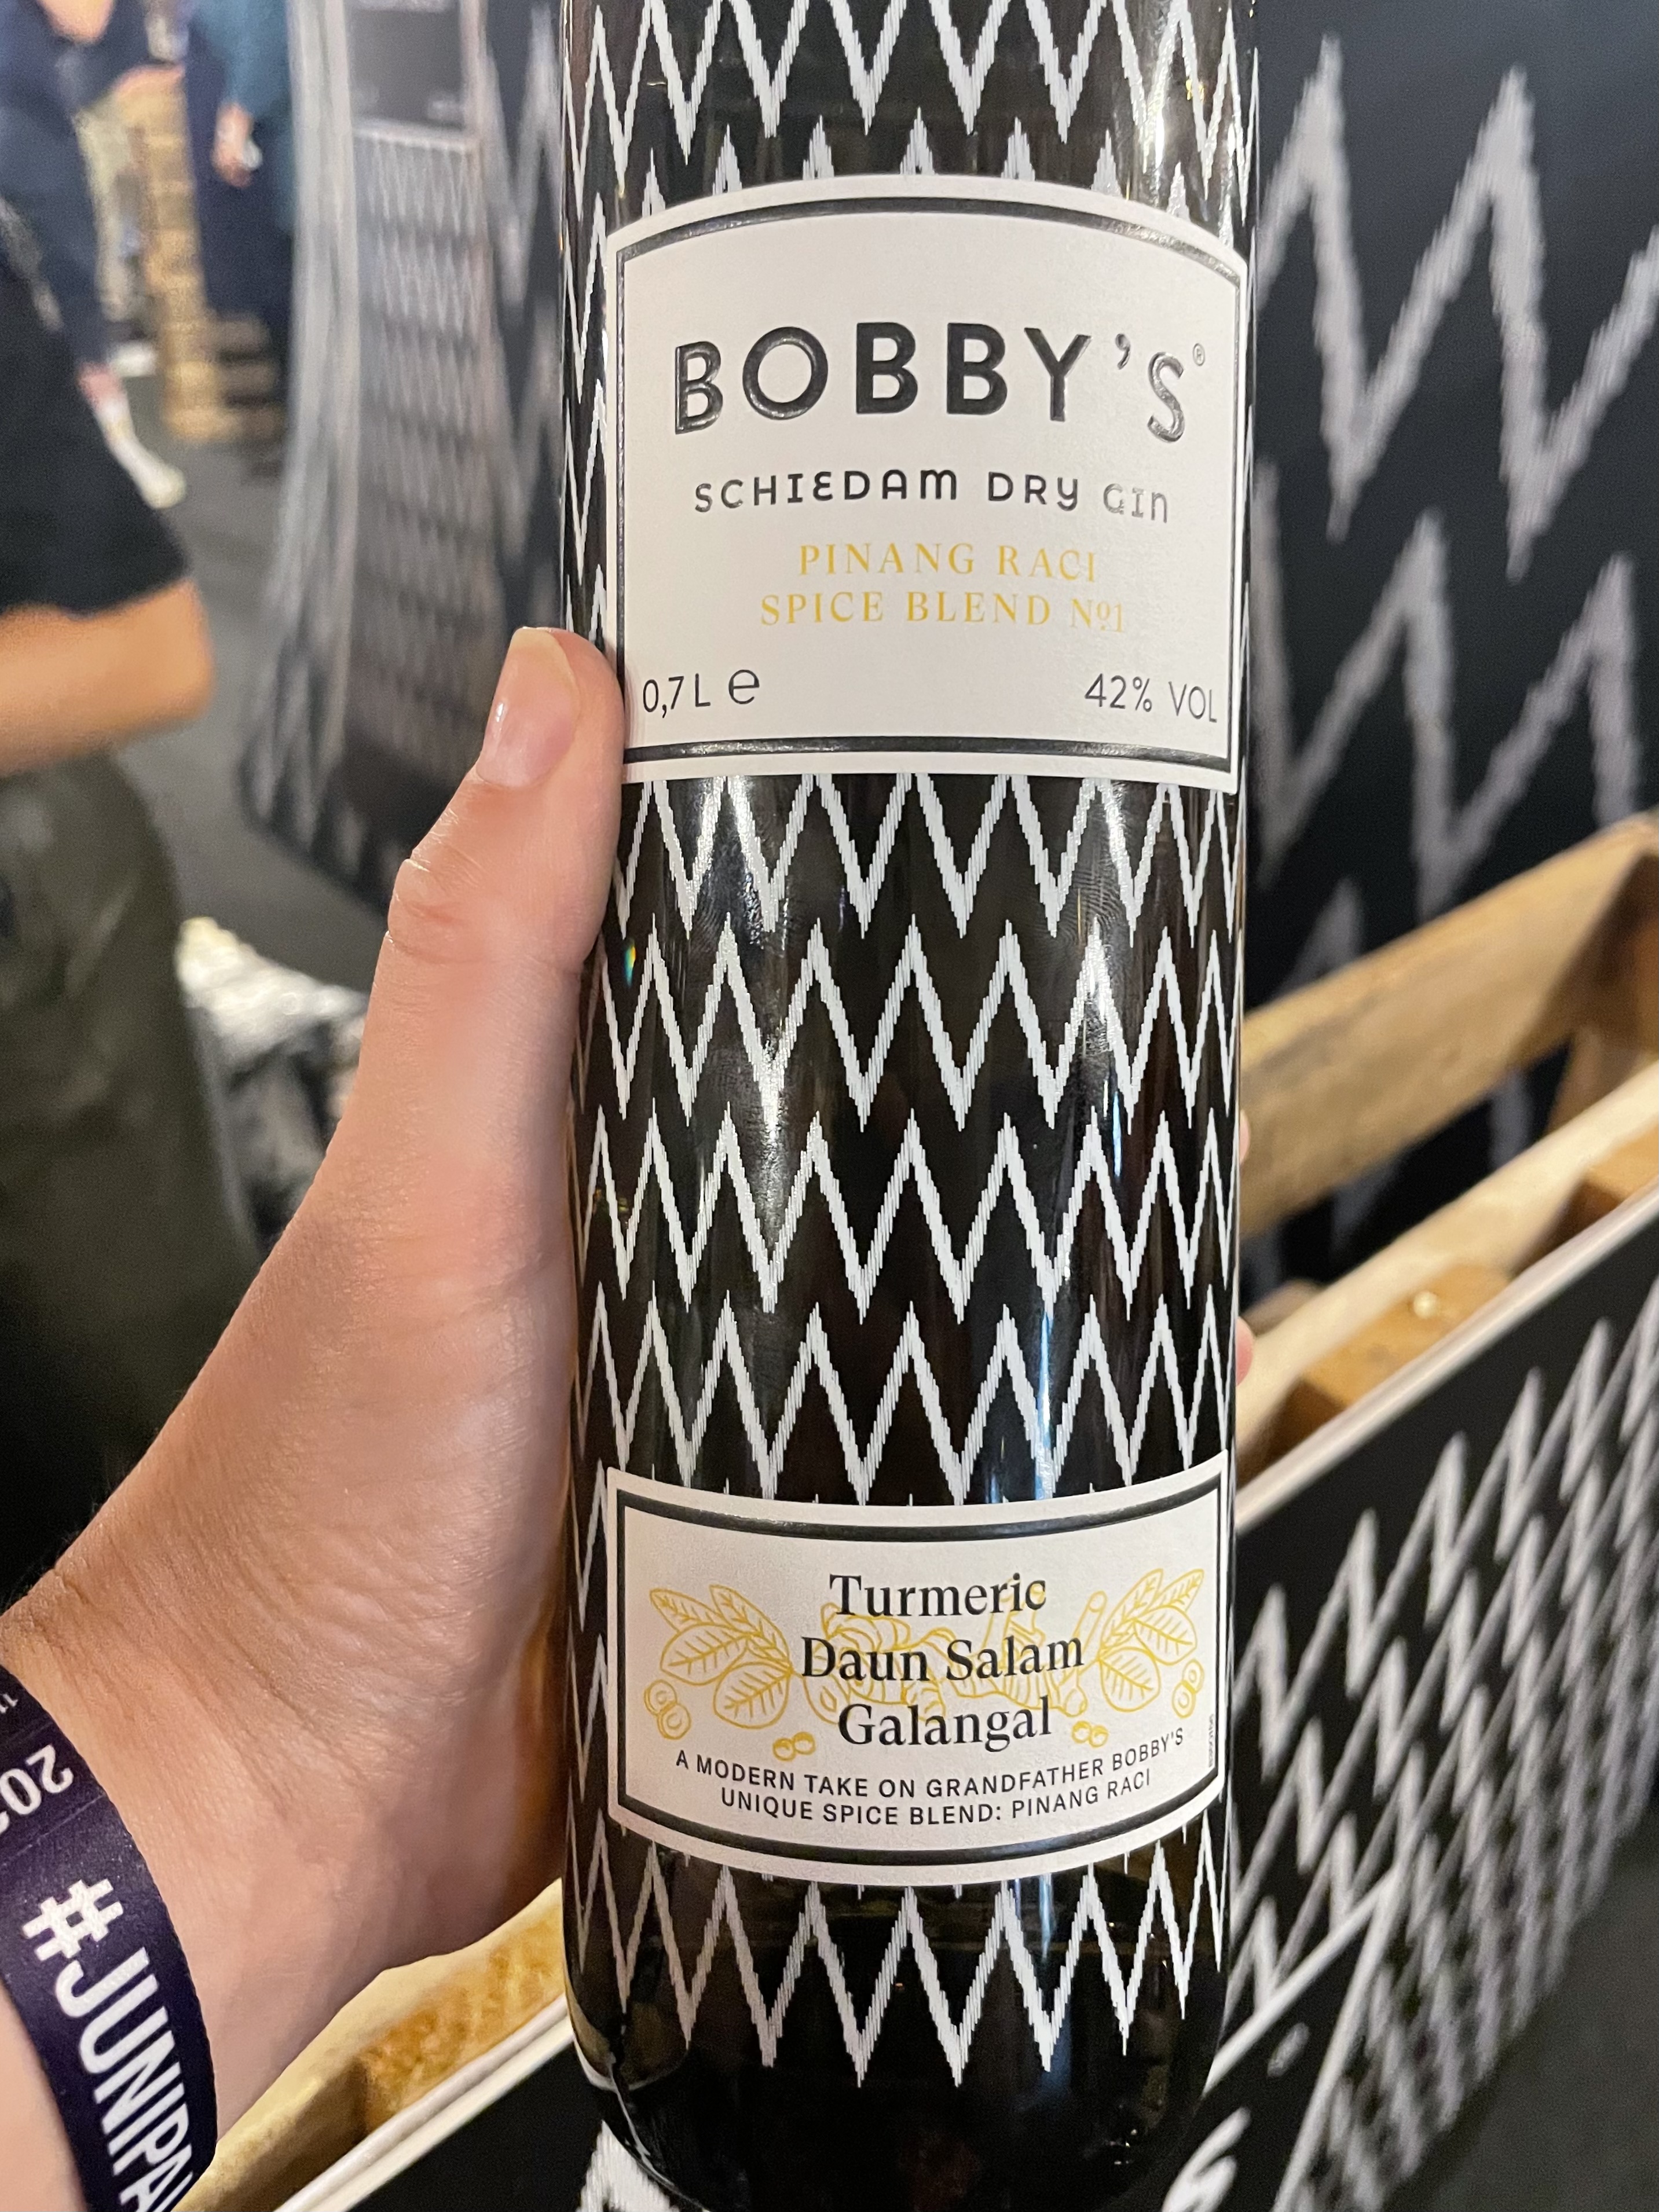 BOBBY'S®
SCHIEDAM DRY GIN
PINANG RACI
SPICE BLEND Nº1
0,7 L e
42% VOL
Turmeric
Daun Salam
Galangal
A MODERN TAKE ON GRANDFATHER BOBBY'S
UNIQUE SPICE BLEND: PINANG RACI